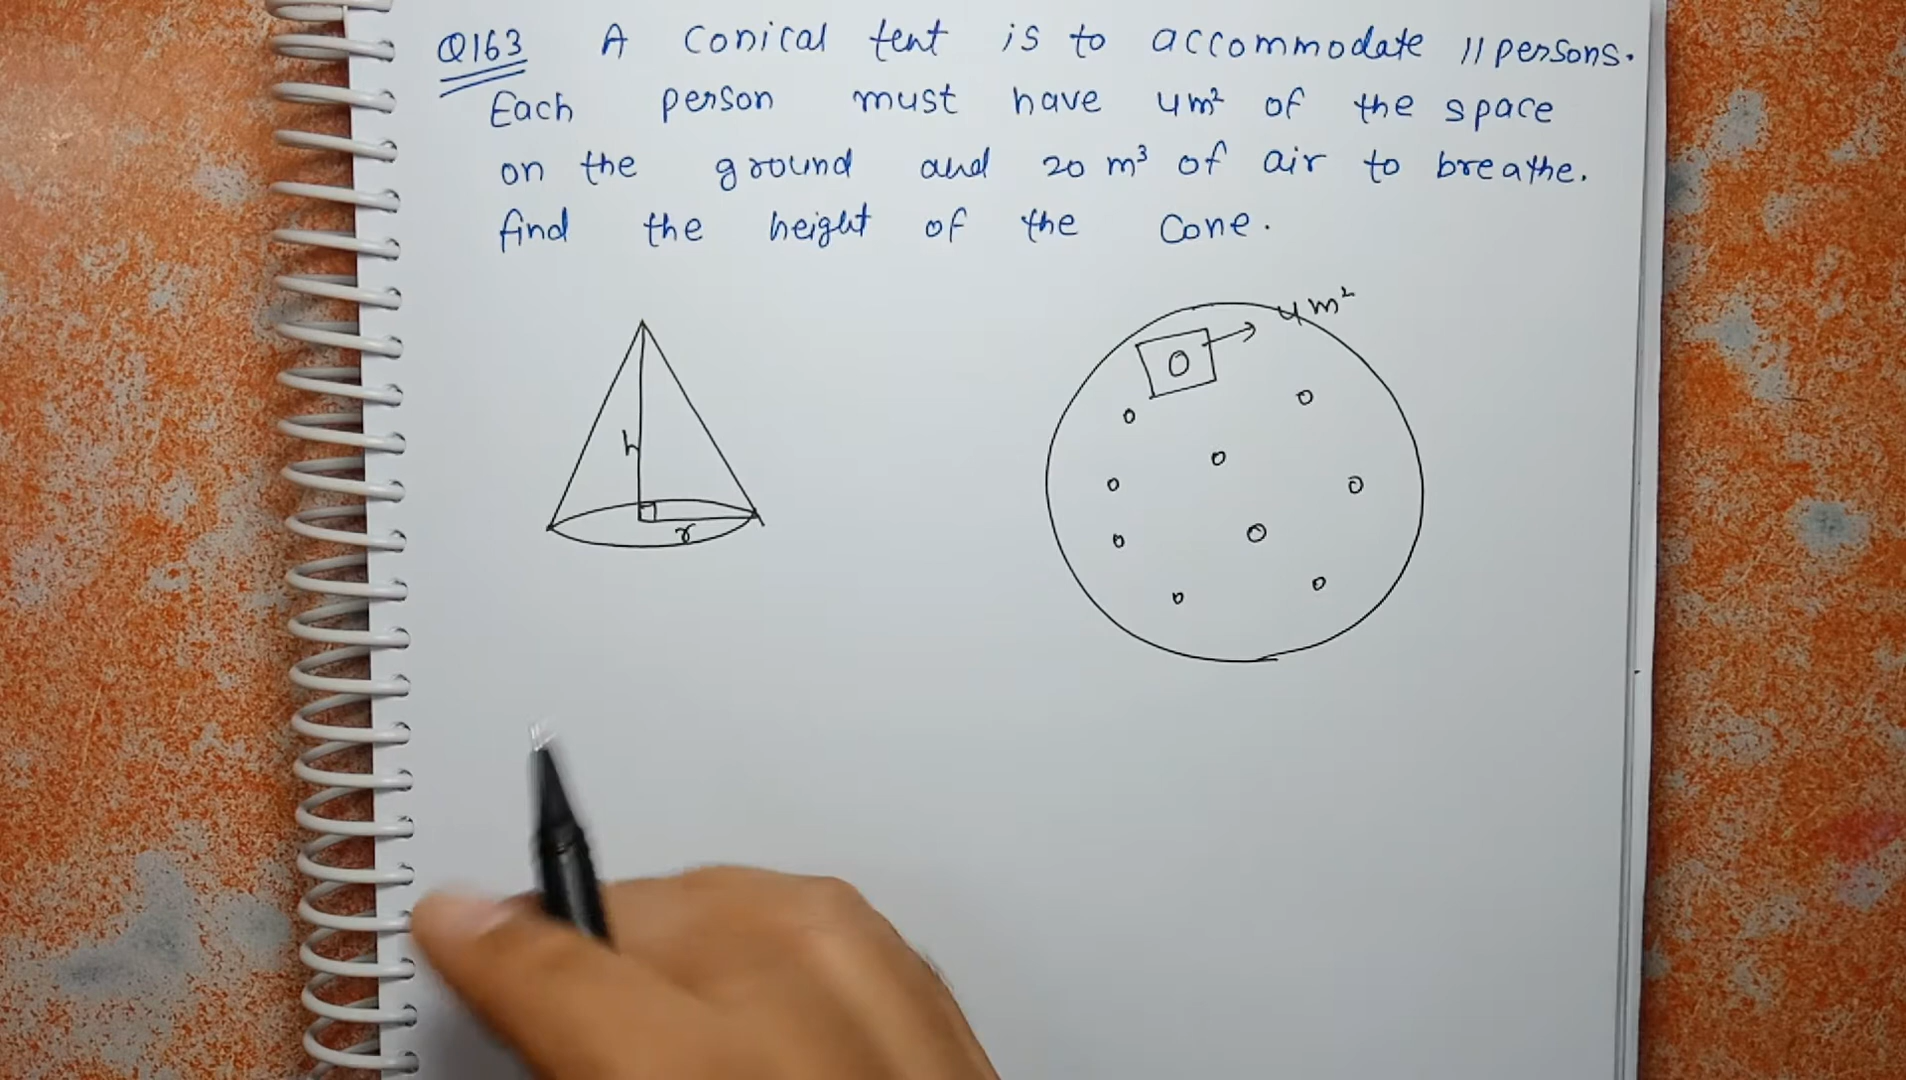 Q163 A conical tent is to accommodate 11 persons.
Each person must have 4m² of the space
on the ground and 20 m³ of air to breathe.
find the height of the Cone.
4m²
h
r